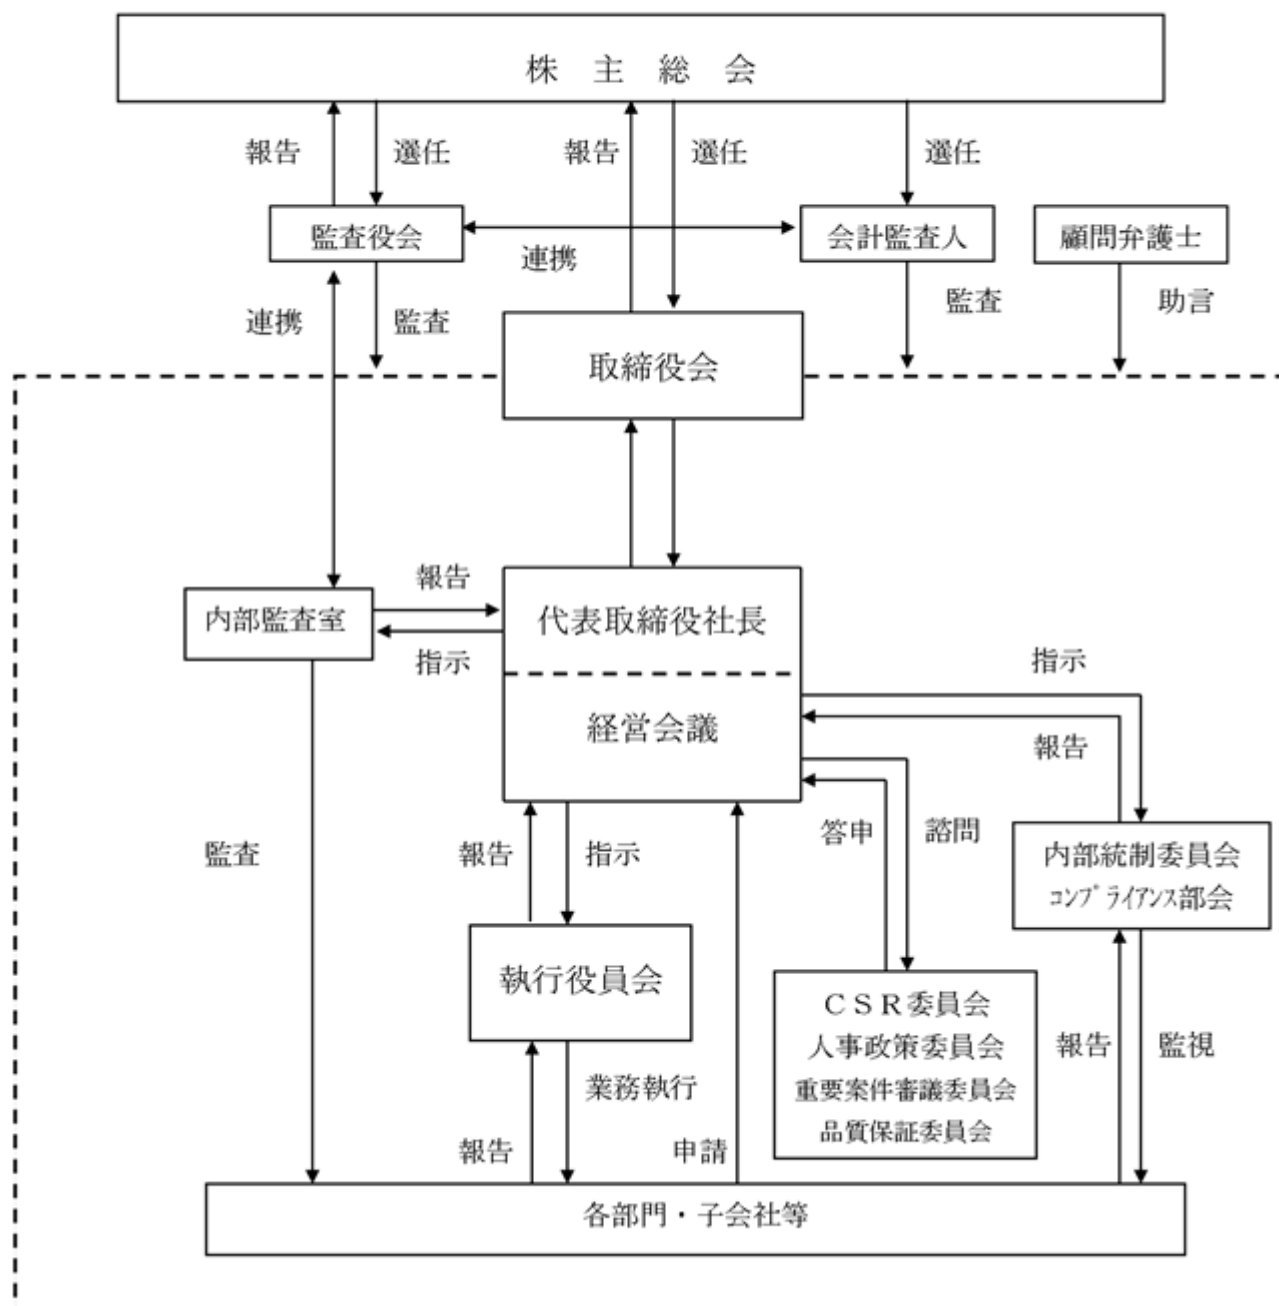 株 主 総 会
報告
選任
報告
選任
選任
監査役会
会計監査人
顧問弁護士
連携
連携
監査
監査
助言
取締役会
内部監査室
報告
指示
代表取締役社長
経営会議
指示
報告
答申
諮問
監査
報告
指示
内部統制委員会
コンプライアンス部会
執行役員会
CSR委員会
人事政策委員会
重要案件審議委員会
品質保証委員会
報告
監視
業務執行
報告
申請
各部門・子会社等